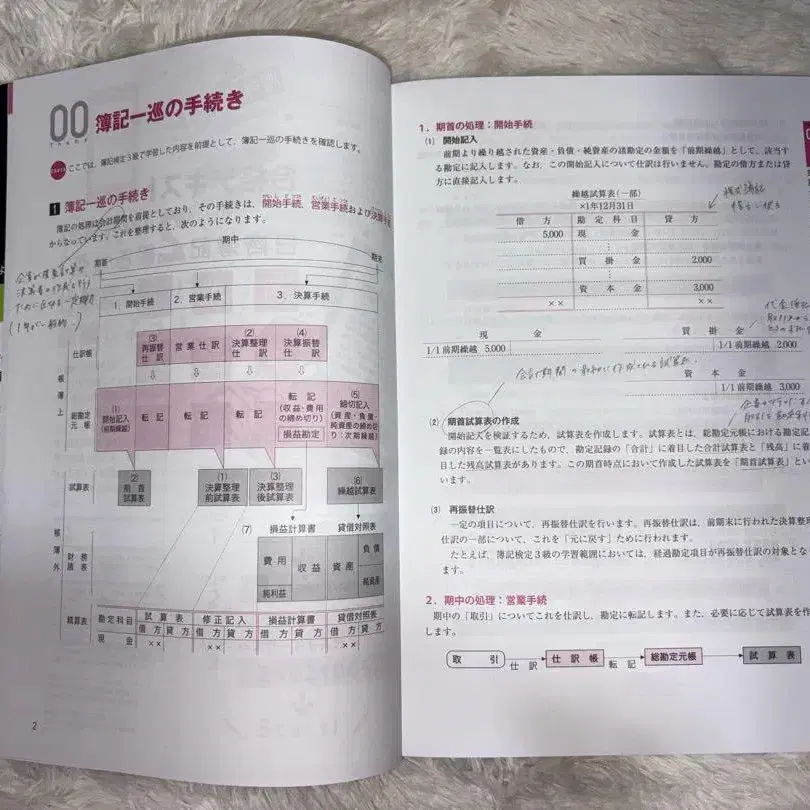 00
THEME
簿記一巡の手続き
ここでは、簿記検定3級で学習した内容を前提として、簿記一巡の手続きを確認します。
1 簿記一巡の手続き
簿記の処理は会計期間を前提としており、その手続きは、開始手続、営業手続および決算手続
からなっています。これを整理すると、次のようになります。
期中
期首
期末
1. 開始手続
2. 営業手続
3. 決算手続
帳簿上
仕訳帳
(3) 再振替仕訳
営業仕訳
(2) 決算整理仕訳
(4) 決算振替仕訳
総勘定元帳
(1) 開始記入 (前期繰越)
転記
転記
転記
転記 (収益・費用の締め切り)
損益勘定
(5) 締切記入 (資産・負債・純資産の締め切り:次期繰越)
帳簿外
試算表
(2) 期首試算表
(1) 決算整理前試算表
(3) 決算整理後試算表
(6) 繰越試算表
財務諸表
(7) 損益計算書 貸借対照表
費用 収益 資産 負債
純利益 純資産
精算表
勘定科目 試算表 修正記入 損益計算書 貸借対照表
借方 貸方 借方 貸方 借方 貸方 借方 貸方
現金 ×× ××
2
1. 期首の処理:開始手続
(1) 開始記入
前期より繰り越された資産・負債・純資産の諸勘定の金額を「前期繰越」として、該当す
る勘定に記入します。なお、この開始記入について仕訳は行いません。勘定の借方または貸
方に直接記入します。
繰越試算表(一部)
×1年12月31日
借方 勘定科目 貸方
5,000 現金
⋮
買掛金 2,000
⋮
資本金 3,000
×× ××
現金
1/1前期繰越 5,000
買掛金
1/1前期繰越 2,000
資本金
1/1前期繰越 3,000
(2) 期首試算表の作成
開始記入を検証するため、試算表を作成します。試算表とは、総勘定元帳における勘定記
録の内容を一覧表にしたもので、勘定記録の「合計」に着目した合計試算表と「残高」に着
目した残高試算表があります。この期首時点において作成した試算表を「期首試算表」とい
います。
(3) 再振替仕訳
一定の項目について、再振替仕訳を行います。再振替仕訳は、前期末に行われた決算整理
仕訳の一部について、これを「元に戻す」ために行われます。
たとえば、簿記検定3級の学習範囲においては、経過勘定項目が再振替仕訳の対象とな
ます。
2. 期中の処理:営業手続
期中の「取引」についてこれを仕訳し、勘定に転記します。また、必要に応じて試算表を作
します。
取引 仕訳 仕訳帳 転記 総勘定元帳 試算表